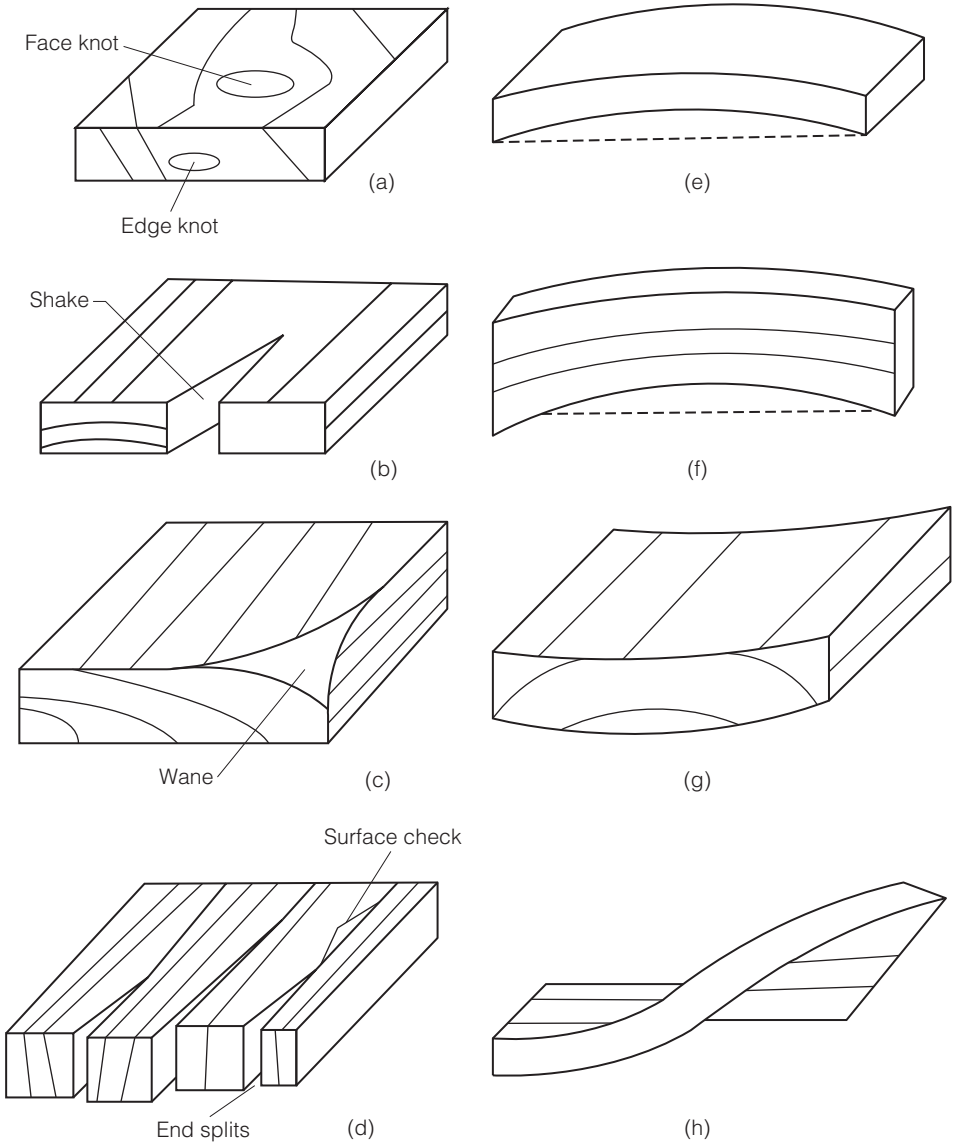 Face knot
(a)
Edge knot
(e)
Shake
(b)
(f)
Wane
(c)
(g)
Surface check
End splits
(d)
(h)